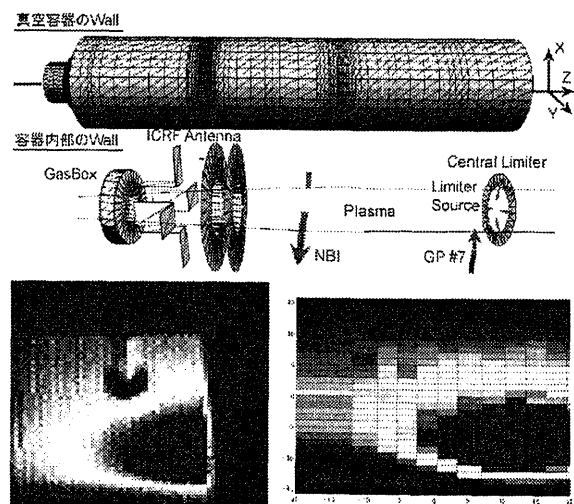 真空容器のWall
X
Z
Y
容器内部のWall
ICRF Antenna
GasBox
Central Limiter
Limiter
Source
Plasma
NBI
GP #7